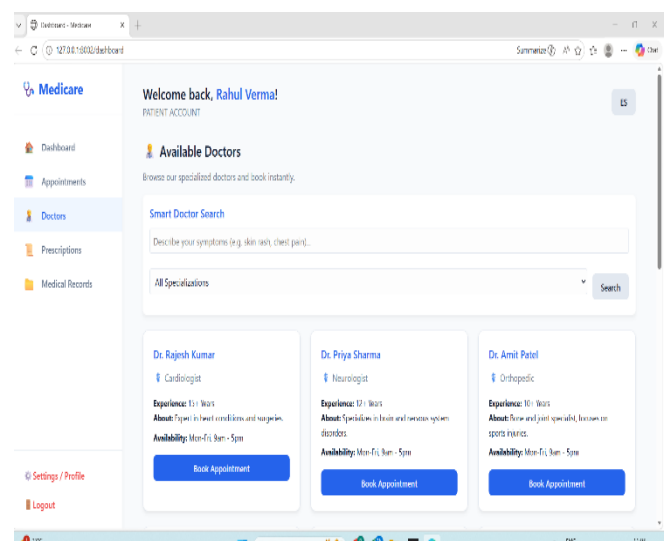 Dashboard - Medicare
127.0.0.1:6002/dashboard
Summarize
Chat
Medicare
Dashboard
Appointments
Doctors
Prescriptions
Medical Records
Settings / Profile
Logout
Welcome back, Rahul Verma!
PATIENT ACCOUNT
Available Doctors
Browse our specialized doctors and book instantly.
Smart Doctor Search
Describe your symptoms (e.g. skin rash, chest pain)...
All Specializations
Search
Dr. Rajesh Kumar
Cardiologist
Experience: 15+ Years
About: Expert in heart conditions and surgeries.
Availability: Mon-Fri, 9am - 5pm
Book Appointment
Dr. Priya Sharma
Neurologist
Experience: 12+ Years
About: Specializes in brain and nervous system
disorders.
Availability: Mon-Fri, 9am - 5pm
Book Appointment
Dr. Amit Patel
Orthopedic
Experience: 10+ Years
About: Bone and joint specialist, focuses on
sports injuries.
Availability: Mon-Fri, 9am - 5pm
Book Appointment